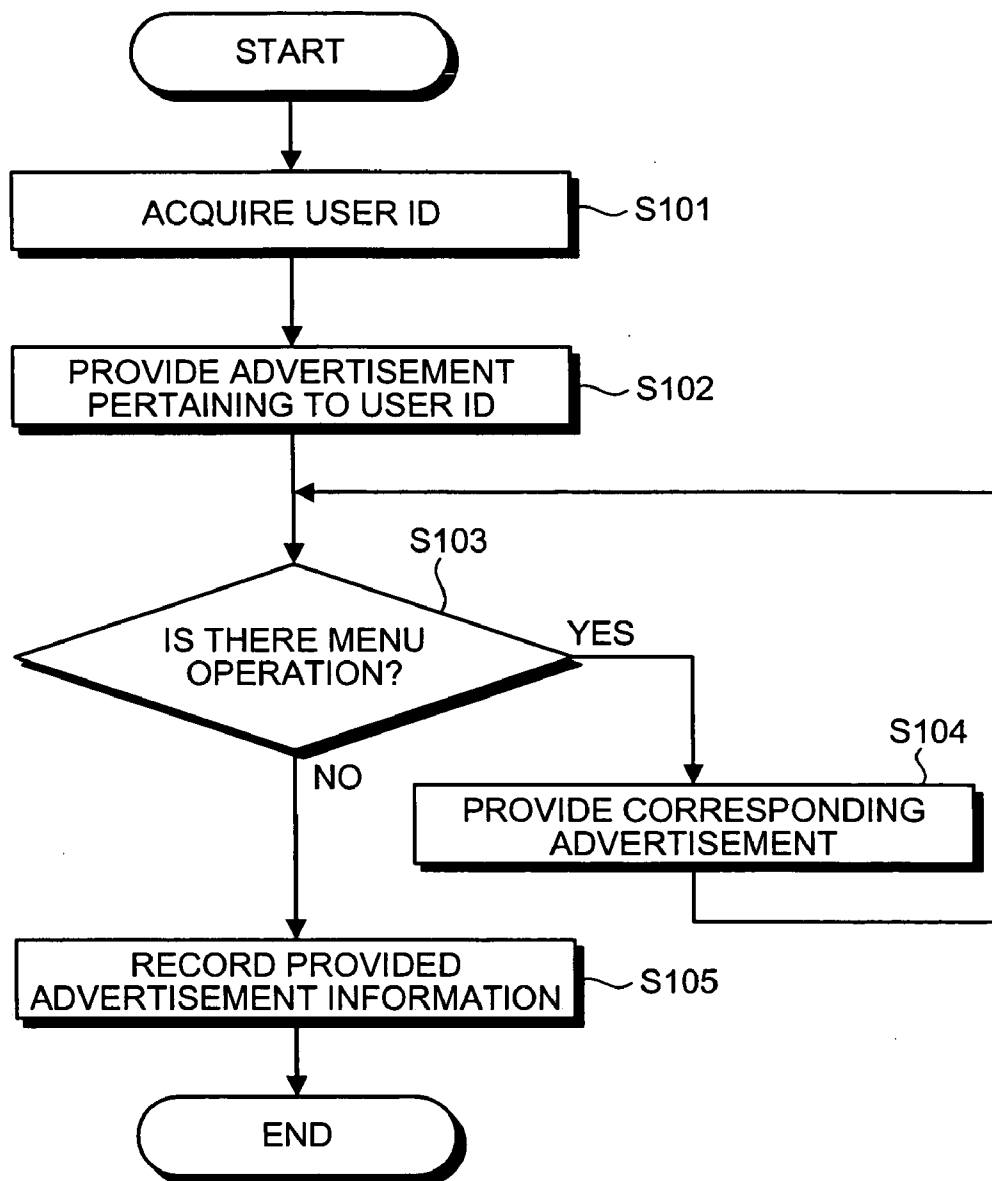 START
ACQUIRE USER ID
S101
PROVIDE ADVERTISEMENT
PERTAINING TO USER ID
S102
S103
IS THERE MENU
OPERATION?
YES
NO
S104
PROVIDE CORRESPONDING
ADVERTISEMENT
RECORD PROVIDED
ADVERTISEMENT INFORMATION
S105
END